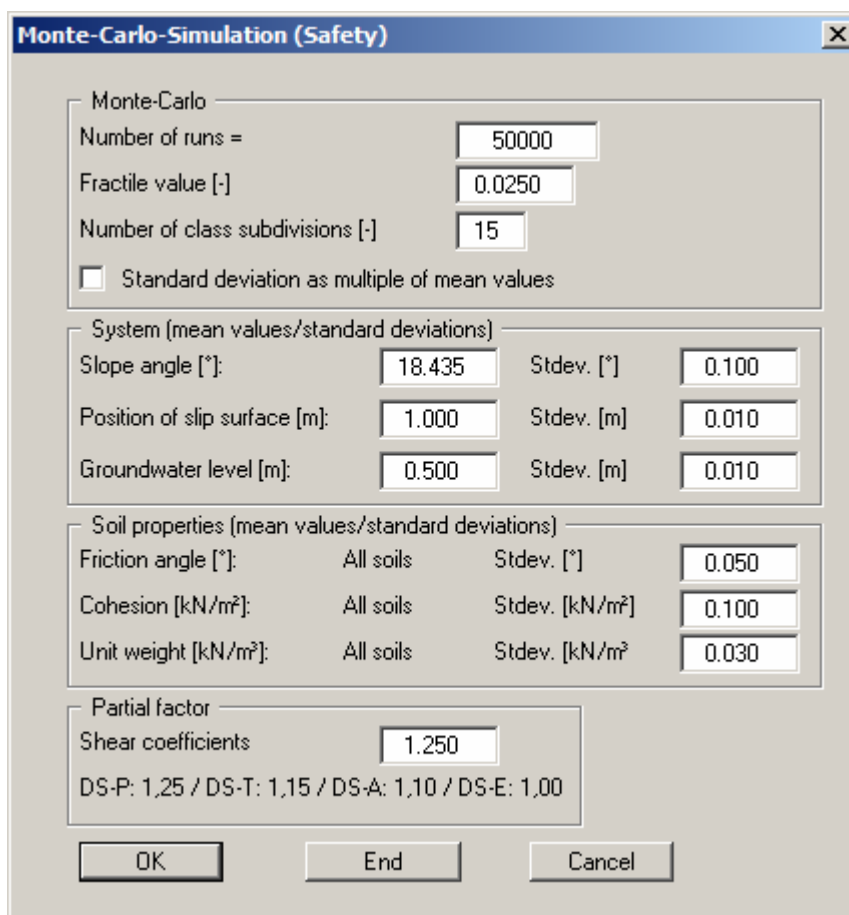 Monte-Carlo-Simulation (Safety)
Monte-Carlo
Number of runs = 50000
Fractile value [-] 0.0250
Number of class subdivisions [-] 15
Standard deviation as multiple of mean values
System (mean values/standard deviations)
Slope angle [°]: 18.435 Stdev. [°] 0.100
Position of slip surface [m]: 1.000 Stdev. [m] 0.010
Groundwater level [m]: 0.500 Stdev. [m] 0.010
Soil properties (mean values/standard deviations)
Friction angle [°]: All soils Stdev. [°] 0.050
Cohesion [kN/m²]: All soils Stdev. [kN/m²] 0.100
Unit weight [kN/m³]: All soils Stdev. [kN/m³ 0.030
Partial factor
Shear coefficients 1.250
DS-P: 1,25 / DS-T: 1,15 / DS-A: 1,10 / DS-E: 1,00
OK End Cancel